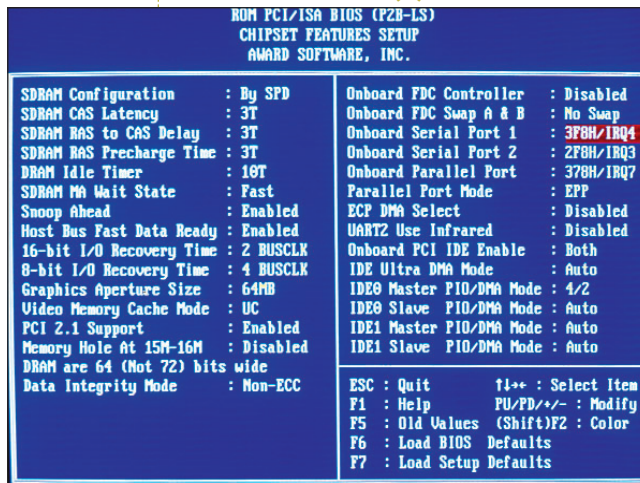 ROM PCI/ISA BIOS (P2B-LS)
CHIPSET FEATURES SETUP
AWARD SOFTWARE, INC.
SDRAM Configuration : By SPD
SDRAM CAS Latency : 3T
SDRAM RAS to CAS Delay : 3T
SDRAM RAS Precharge Time : 3T
DRAM Idle Timer : 10T
SDRAM MA Wait State : Fast
Snoop Ahead : Enabled
Host Bus Fast Data Ready : Enabled
16-bit I/O Recovery Time : 2 BUSCLK
8-bit I/O Recovery Time : 4 BUSCLK
Graphics Aperture Size : 64MB
Video Memory Cache Mode : UC
PCI 2.1 Support : Enabled
Memory Hole At 15M-16M : Disabled
DRAM are 64 (Not 72) bits wide
Data Integrity Mode : Non-ECC
Onboard FDC Controller : Disabled
Onboard FDC Swap A & B : No Swap
Onboard Serial Port 1 : 3F8H/IRQ4
Onboard Serial Port 2 : 2F8H/IRQ3
Onboard Parallel Port : 378H/IRQ7
Parallel Port Mode : EPP
ECP DMA Select : Disabled
UART2 Use Infrared : Disabled
Onboard PCI IDE Enable : Both
IDE Ultra DMA Mode : Auto
IDE0 Master PIO/DMA Mode : 4/2
IDE0 Slave PIO/DMA Mode : Auto
IDE1 Master PIO/DMA Mode : Auto
IDE1 Slave PIO/DMA Mode : Auto
ESC : Quit ↑↓→← : Select Item
F1 : Help PU/PD/+/- : Modify
F5 : Old Values (Shift)F2 : Color
F6 : Load BIOS Defaults
F7 : Load Setup Defaults